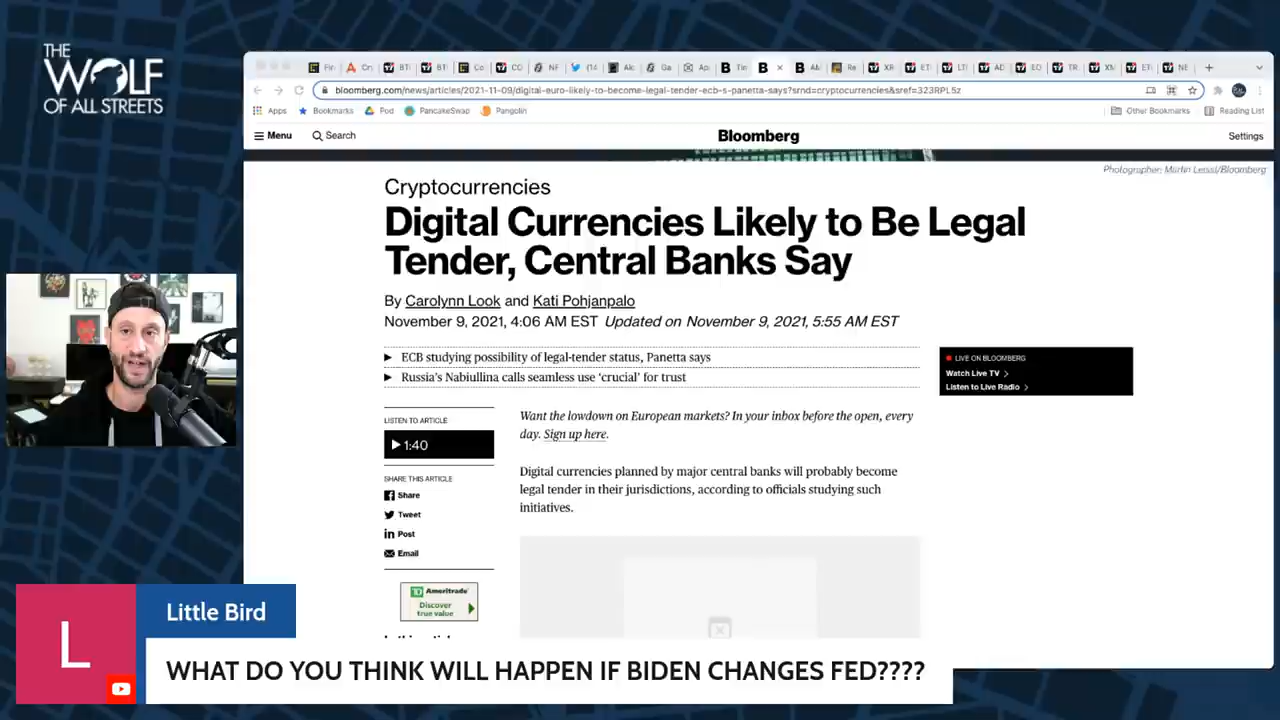 THE
WOLF
OF ALL STREETS
bloomberg.com/news/articles/2021-11-09/digital-euro-likely-to-become-legal-tender-ecb-s-panetta-says?srnd=cryptocurrencies&sref=323RPL5z
Apps Bookmarks Pod PancakeSwap Pangolin Other Bookmarks Reading List
Menu Search Bloomberg Settings
Photographer: Martin Leissl/Bloomberg
Cryptocurrencies
Digital Currencies Likely to Be Legal
Tender, Central Banks Say
By Carolynn Look and Kati Pohjanpalo
November 9, 2021, 4:06 AM EST Updated on November 9, 2021, 5:55 AM EST
ECB studying possibility of legal-tender status, Panetta says
Russia's Nabiullina calls seamless use 'crucial' for trust
LIVE ON BLOOMBERG
Watch Live TV
Listen to Live Radio
LISTEN TO ARTICLE
1:40
SHARE THIS ARTICLE
Share
Tweet
Post
Email
Ameritrade
Discover
true value
Want the lowdown on European markets? In your inbox before the open, every
day. Sign up here.
Digital currencies planned by major central banks will probably become
legal tender in their jurisdictions, according to officials studying such
initiatives.
L
Little Bird
WHAT DO YOU THINK WILL HAPPEN IF BIDEN CHANGES FED????